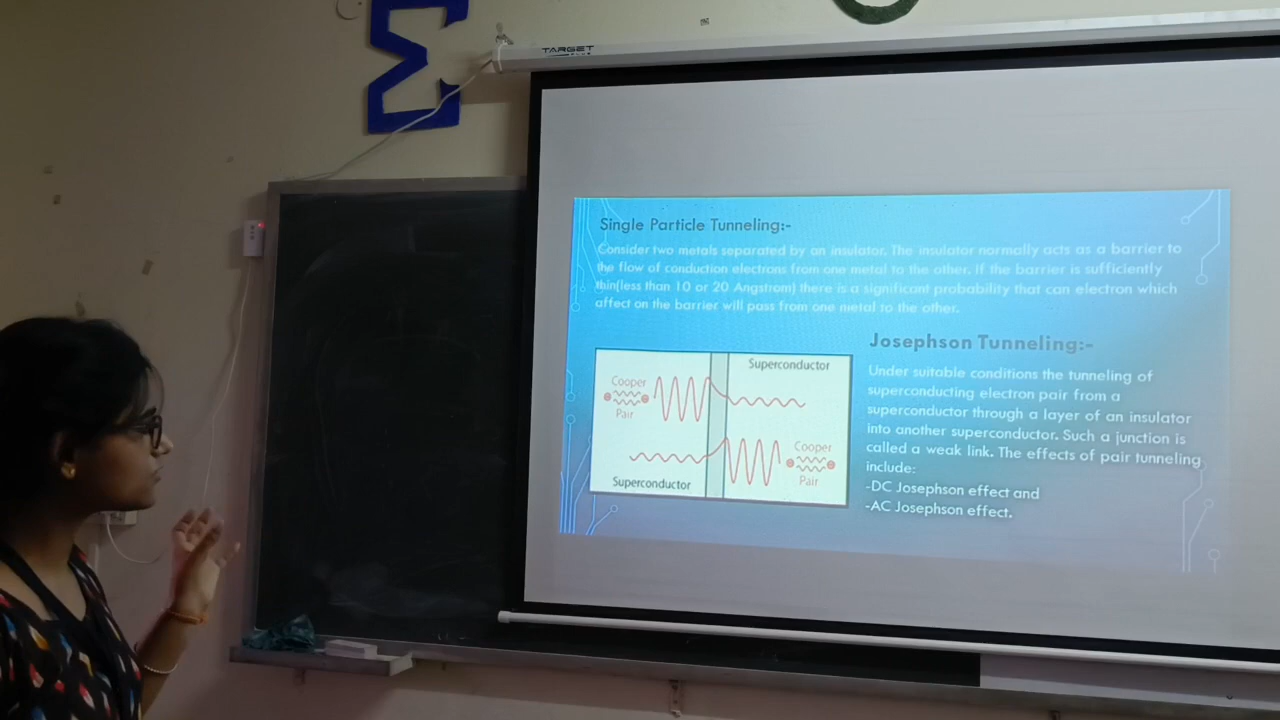 Σ
TARGET
PLUS
Single Particle Tunneling:-
Consider two metals separated by an insulator. The insulator normally acts as a barrier to
the flow of conduction electrons from one metal to the other. If the barrier is sufficiently
thin(less than 10 or 20 Angstrom) there is a significant probability that can electron which
affect on the barrier will pass from one metal to the other.
Superconductor
Cooper
Pair
Cooper
Pair
Superconductor
Josephson Tunneling:-
Under suitable conditions the tunneling of
superconducting electron pair from a
superconductor through a layer of an insulator
into another superconductor. Such a junction is
called a weak link. The effects of pair tunneling
include:
-DC Josephson effect and
-AC Josephson effect.